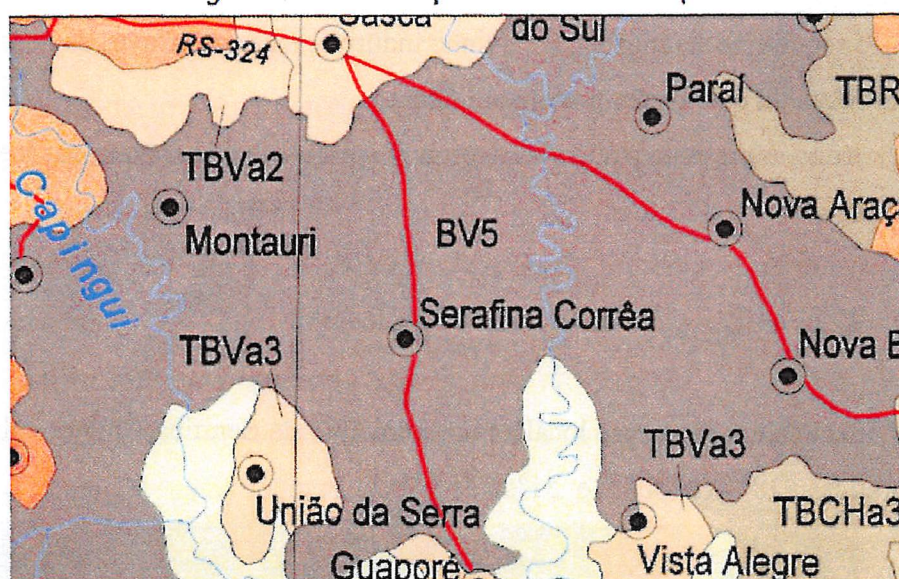 do Sul
RS-324
Paraí
TBR
TBVa2
Capinguí
Montauri
BV5
Nova Araç
Serafina Corrêa
TBVa3
Nova B
TBVa3
União da Serra
TBCHa3
Guaporé
Vista Alegre